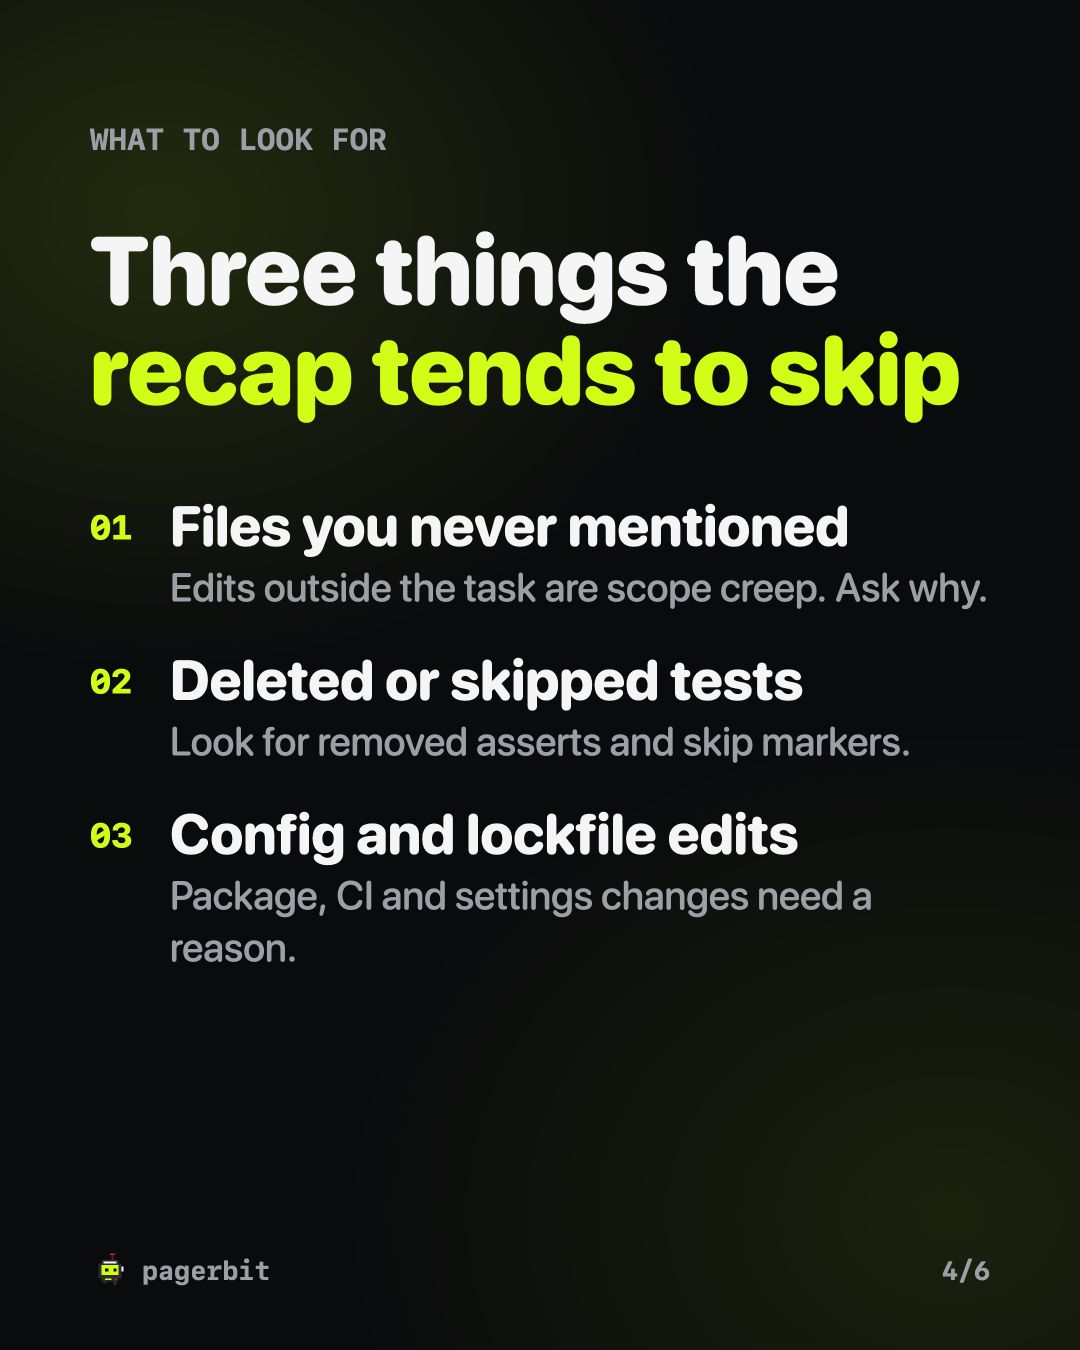 WHAT TO LOOK FOR
Three things the
recap tends to skip
01 Files you never mentioned
Edits outside the task are scope creep. Ask why.
02 Deleted or skipped tests
Look for removed asserts and skip markers.
03 Config and lockfile edits
Package, CI and settings changes need a
reason.
pagerbit 4/6